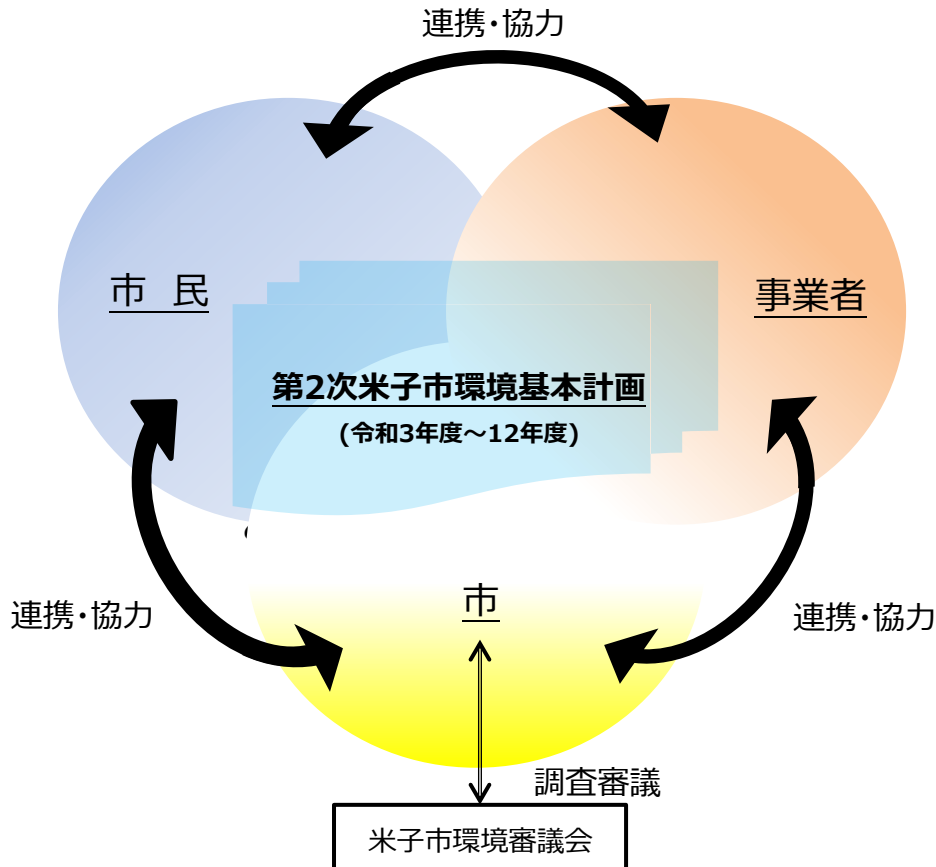 連携・協力
市 民
事業者
第2次米子市環境基本計画
(令和3年度～12年度)
市
連携・協力
連携・協力
調査審議
米子市環境審議会